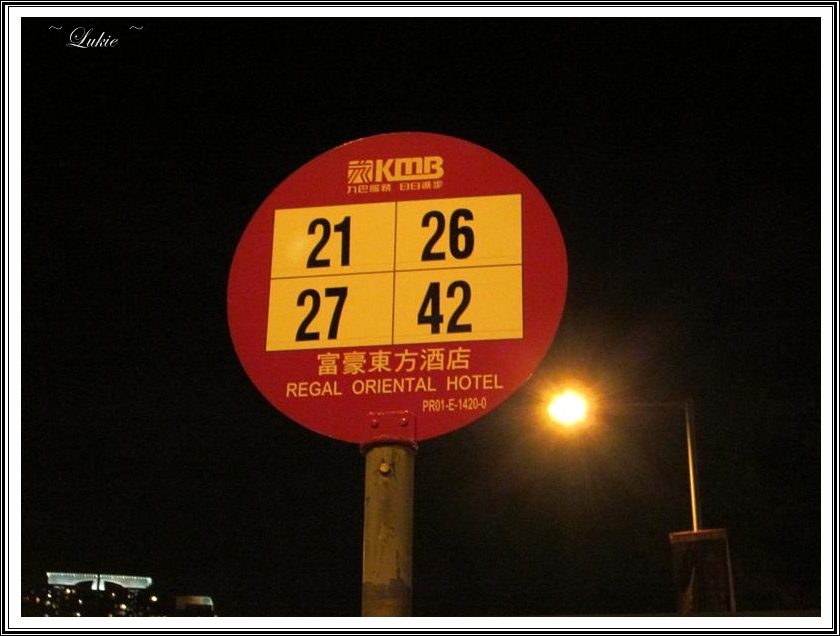 ~ Lukie ~
KMB
九巴服務 日日進步
21 26
27 42
富豪東方酒店
REGAL ORIENTAL HOTEL
PR01-E-1420-0